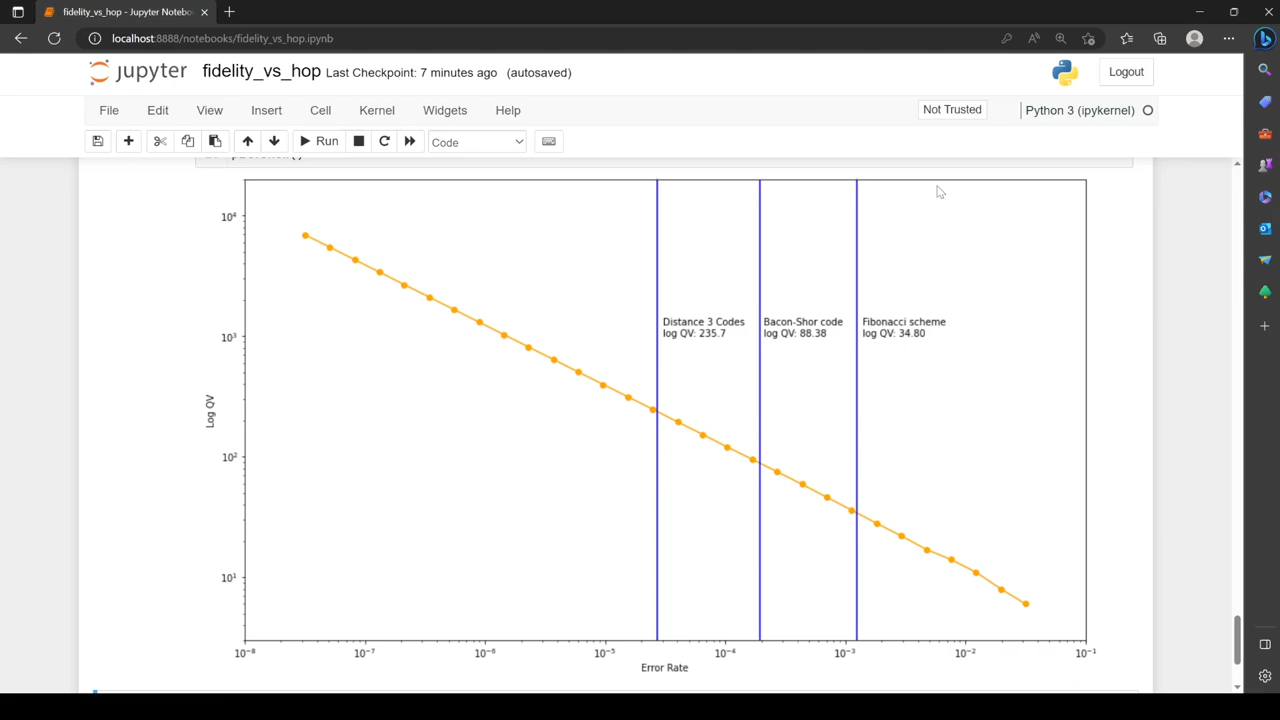 fidelity_vs_hop - Jupyter Notebo
localhost:8888/notebooks/fidelity_vs_hop.ipynb
jupyter fidelity_vs_hop Last Checkpoint: 7 minutes ago (autosaved)
Logout
File Edit View Insert Cell Kernel Widgets Help
Not Trusted
Python 3 (ipykernel)
Run
Code
10⁴
10³
10²
10¹
Log QV
Distance 3 Codes
log QV: 235.7
Bacon-Shor code
log QV: 88.38
Fibonacci scheme
log QV: 34.80
10⁻⁸ 10⁻⁷ 10⁻⁶ 10⁻⁵ 10⁻⁴ 10⁻³ 10⁻² 10⁻¹
Error Rate